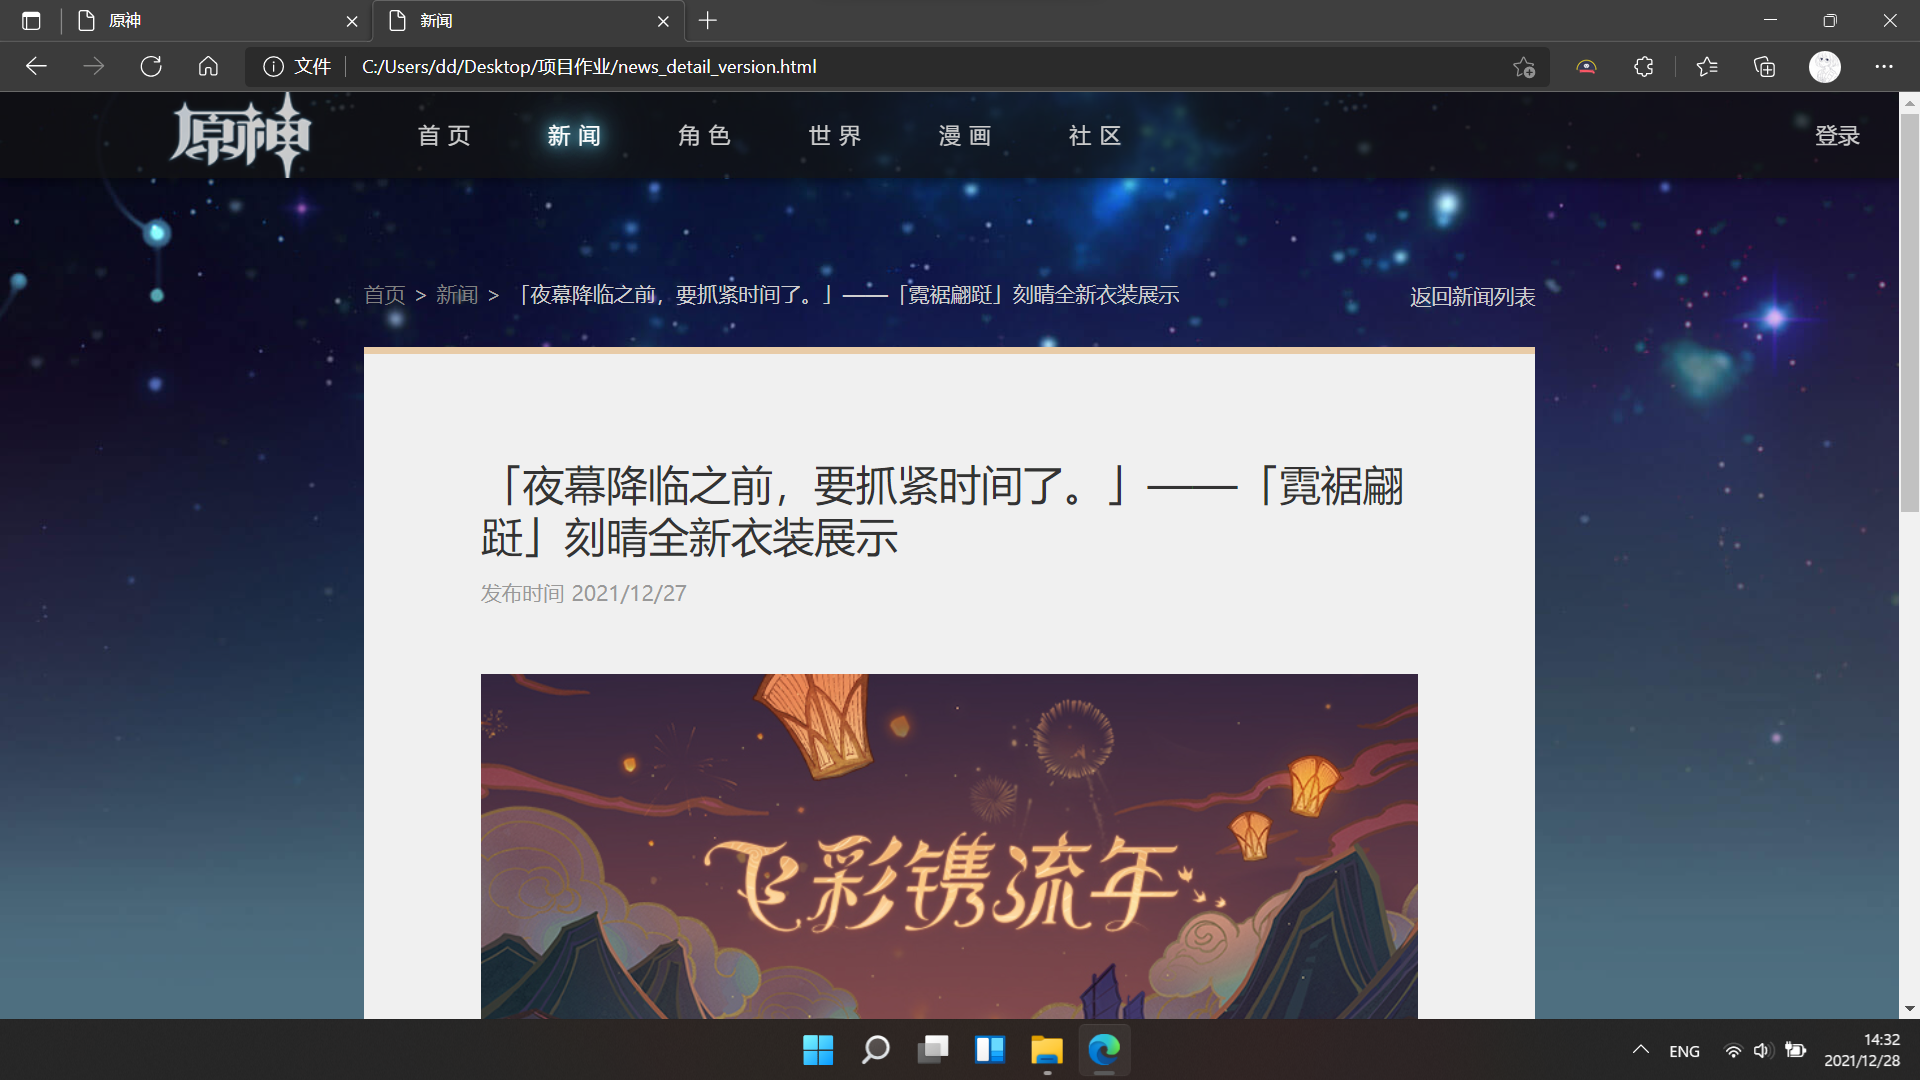 原神
新闻
文件
C:/Users/dd/Desktop/项目作业/news_detail_version.html
原神
首页
新闻
角色
世界
漫画
社区
登录
首页 > 新闻 > 「夜幕降临之前，要抓紧时间了。」——「霓裾翩跹」刻晴全新衣装展示
返回新闻列表
「夜幕降临之前，要抓紧时间了。」——「霓裾翩
跹」刻晴全新衣装展示
发布时间 2021/12/27
飞彩镌流年
ENG
14:32
2021/12/28